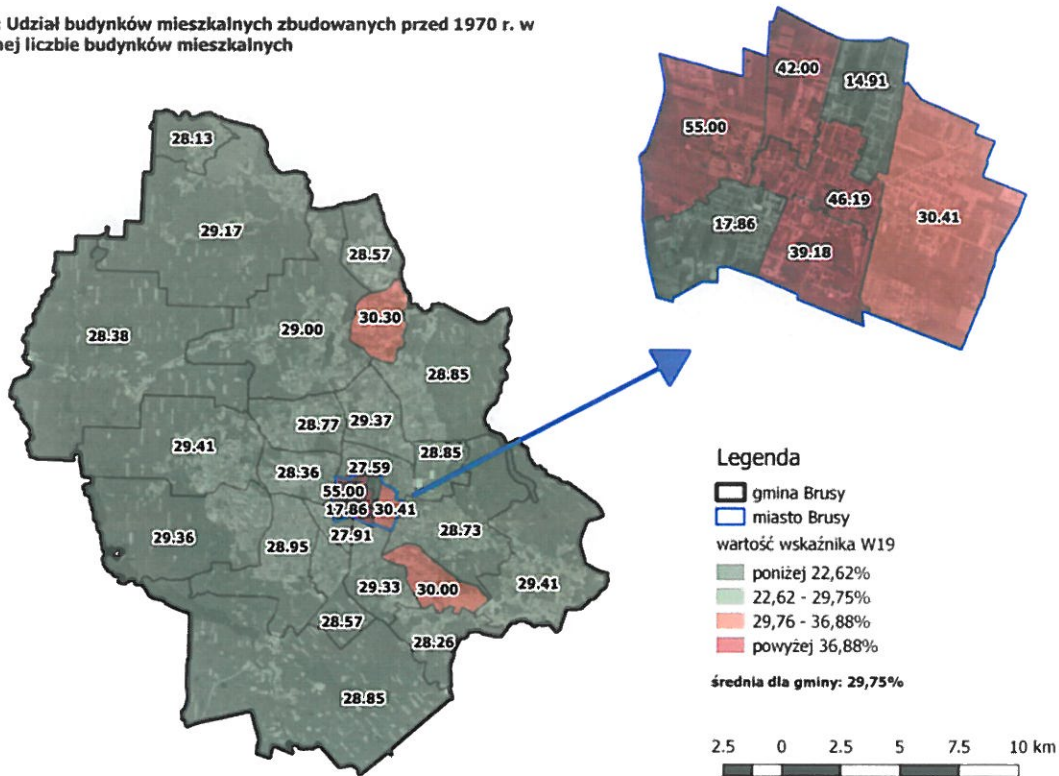 : Udział budynków mieszkalnych zbudowanych przed 1970 r. w
nej liczbie budynków mieszkalnych
42.00
14.91
55.00
46.19
17.86
30.41
39.18
28.13
29.17
28.57
30.30
29.00
28.38
28.85
28.77
29.37
29.41
28.85
28.36
27.59
55.00
17.86
30.41
29.36
28.95
27.91
28.73
29.33
30.00
29.41
28.57
28.26
28.85
Legenda
gmina Brusy
miasto Brusy
wartość wskaźnika W19
poniżej 22,62%
22,62 - 29,75%
29,76 - 36,88%
powyżej 36,88%
średnia dla gminy: 29,75%
2.5 0 2.5 5 7.5 10 km